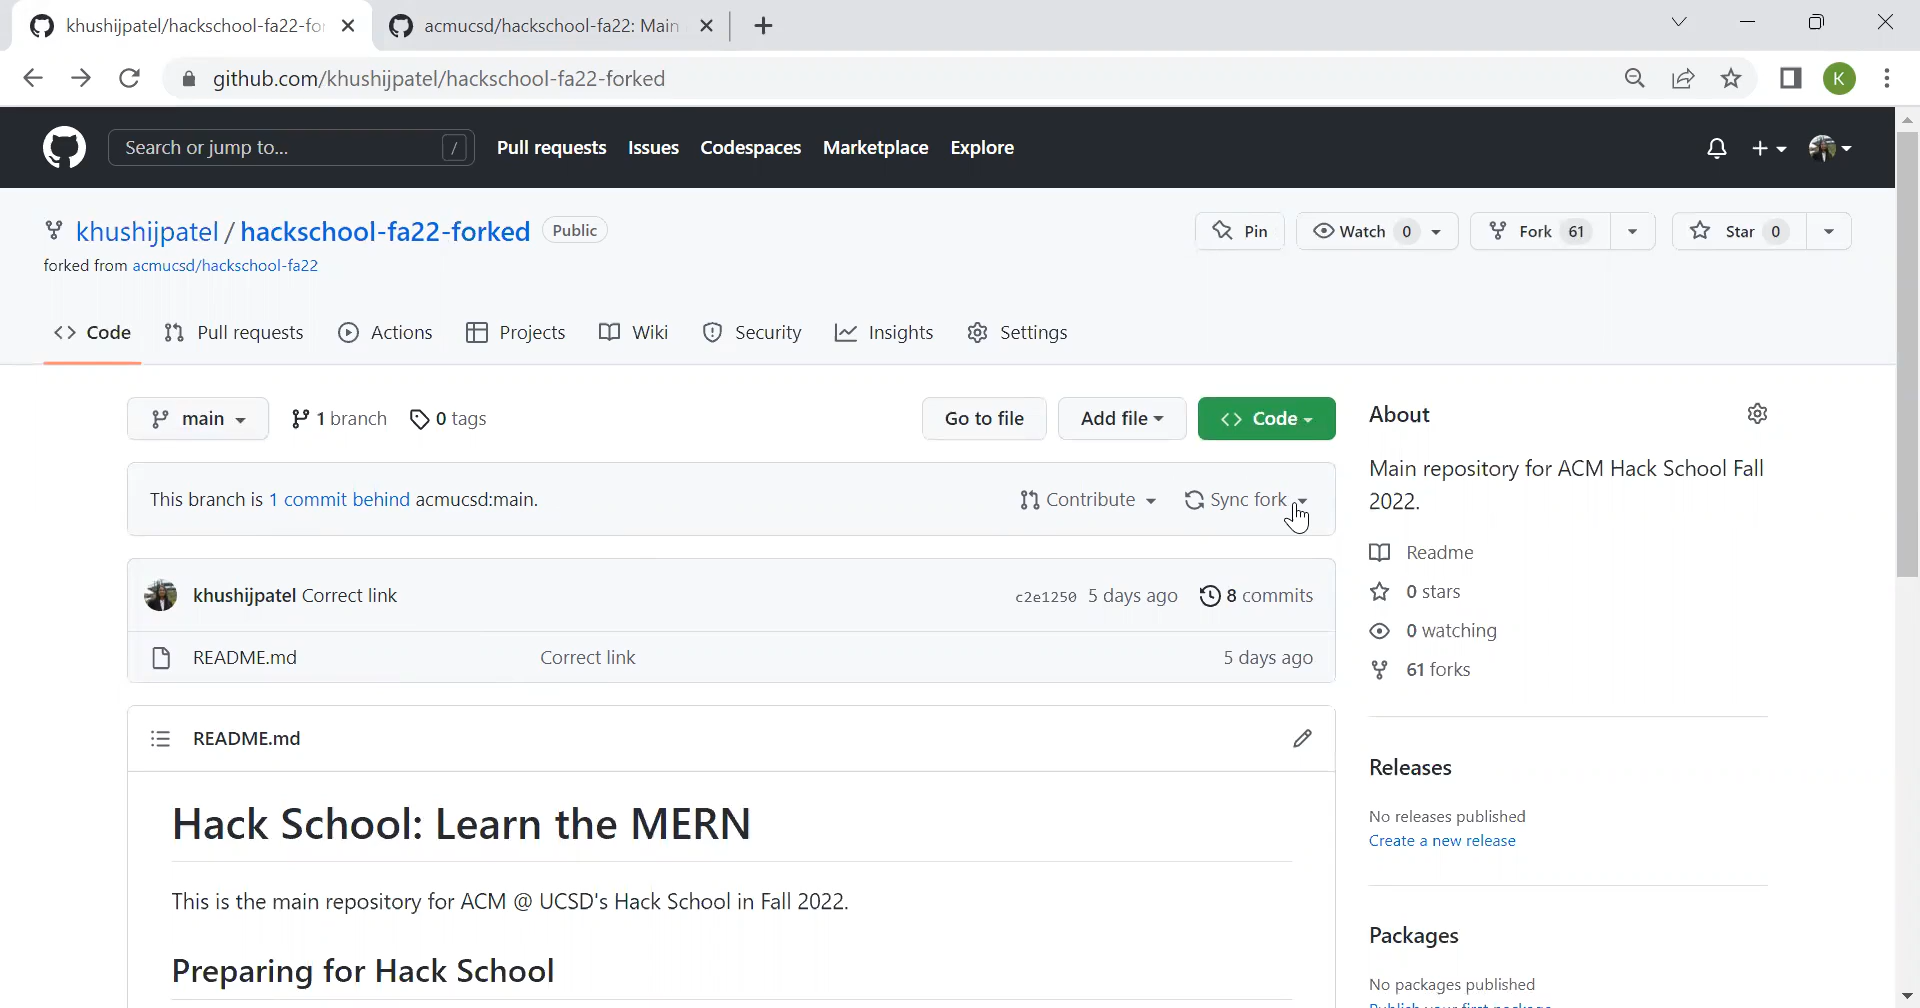 khushijpatel/hackschool-fa22-for
acmucsd/hackschool-fa22: Main
github.com/khushijpatel/hackschool-fa22-forked
K
Search or jump to... /
Pull requests Issues Codespaces Marketplace Explore
khushijpatel / hackschool-fa22-forked Public
Pin Watch 0 Fork 61 Star 0
forked from acmucsd/hackschool-fa22
Code Pull requests Actions Projects Wiki Security Insights Settings
main 1 branch 0 tags Go to file Add file Code
This branch is 1 commit behind acmucsd:main. Contribute Sync fork
khushijpatel Correct link c2e1250 5 days ago 8 commits
README.md Correct link 5 days ago
README.md
Hack School: Learn the MERN
This is the main repository for ACM @ UCSD's Hack School in Fall 2022.
Preparing for Hack School
About
Main repository for ACM Hack School Fall
2022.
Readme
0 stars
0 watching
61 forks
Releases
No releases published
Create a new release
Packages
No packages published
Publish your first package